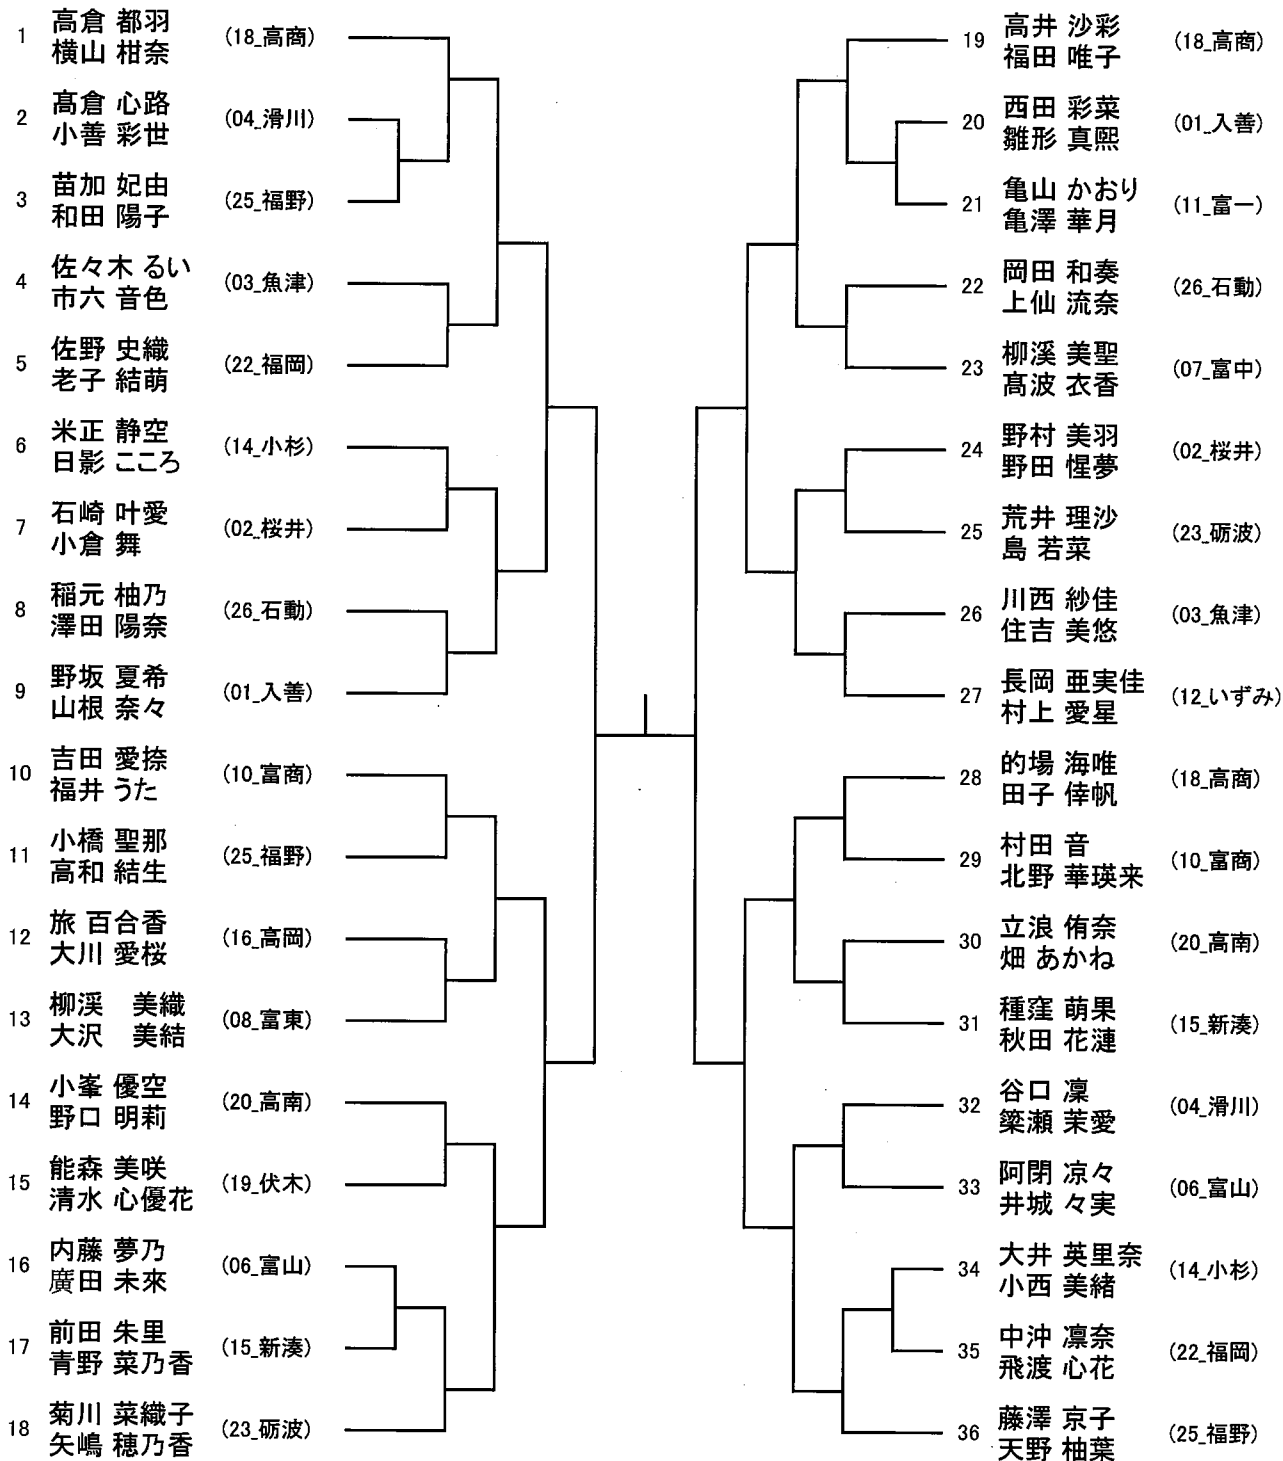 1 高倉 都羽 (18_高商)
横山 柑奈
2 髙倉 心路 (04_滑川)
小善 彩世
3 苗加 妃由 (25_福野)
和田 陽子
4 佐々木 るい (03_魚津)
市六 音色
5 佐野 史織 (22_福岡)
老子 結萌
6 米正 静空 (14_小杉)
日影 こころ
7 石崎 叶愛 (02_桜井)
小倉 舞
8 稲元 柚乃 (26_石動)
澤田 陽奈
9 野坂 夏希 (01_入善)
山根 奈々
10 吉田 愛捺 (10_富商)
福井 うた
11 小橋 聖那 (25_福野)
高和 結生
12 旅 百合香 (16_高岡)
大川 愛桜
13 柳溪 美織 (08_富東)
大沢 美結
14 小峯 優空 (20_高南)
野口 明莉
15 能森 美咲 (19_伏木)
清水 心優花
16 内藤 夢乃 (06_富山)
廣田 未來
17 前田 朱里 (15_新湊)
青野 菜乃香
18 菊川 菜織子 (23_砺波)
矢嶋 穂乃香
19 高井 沙彩 (18_高商)
福田 唯子
20 西田 彩菜 (01_入善)
雛形 真熙
21 亀山 かおり (11_富一)
亀澤 華月
22 岡田 和奏 (26_石動)
上仙 流奈
23 柳溪 美聖 (07_富中)
髙波 衣香
24 野村 美羽 (02_桜井)
野田 惺夢
25 荒井 理沙 (23_砺波)
島 若菜
26 川西 紗佳 (03_魚津)
住吉 美悠
27 長岡 亜実佳 (12_いずみ)
村上 愛星
28 的場 海唯 (18_高商)
田子 倖帆
29 村田 音 (10_富商)
北野 華瑛来
30 立浪 侑奈 (20_高南)
畑 あかね
31 種窪 萌果 (15_新湊)
秋田 花漣
32 谷口 凜 (04_滑川)
簗瀬 茉愛
33 阿閉 凉々 (06_富山)
井城 々実
34 大井 英里奈 (14_小杉)
小西 美緒
35 中沖 凛奈 (22_福岡)
飛渡 心花
36 藤澤 京子 (25_福野)
天野 柚葉